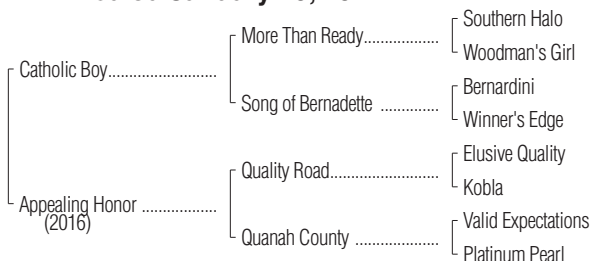 Southern Halo
More Than Ready
Woodman's Girl
Catholic Boy
Bernardini
Song of Bernadette
Winner's Edge
Elusive Quality
Quality Road
Kobla
Appealing Honor
(2016)
Valid Expectations
Quanah County
Platinum Pearl